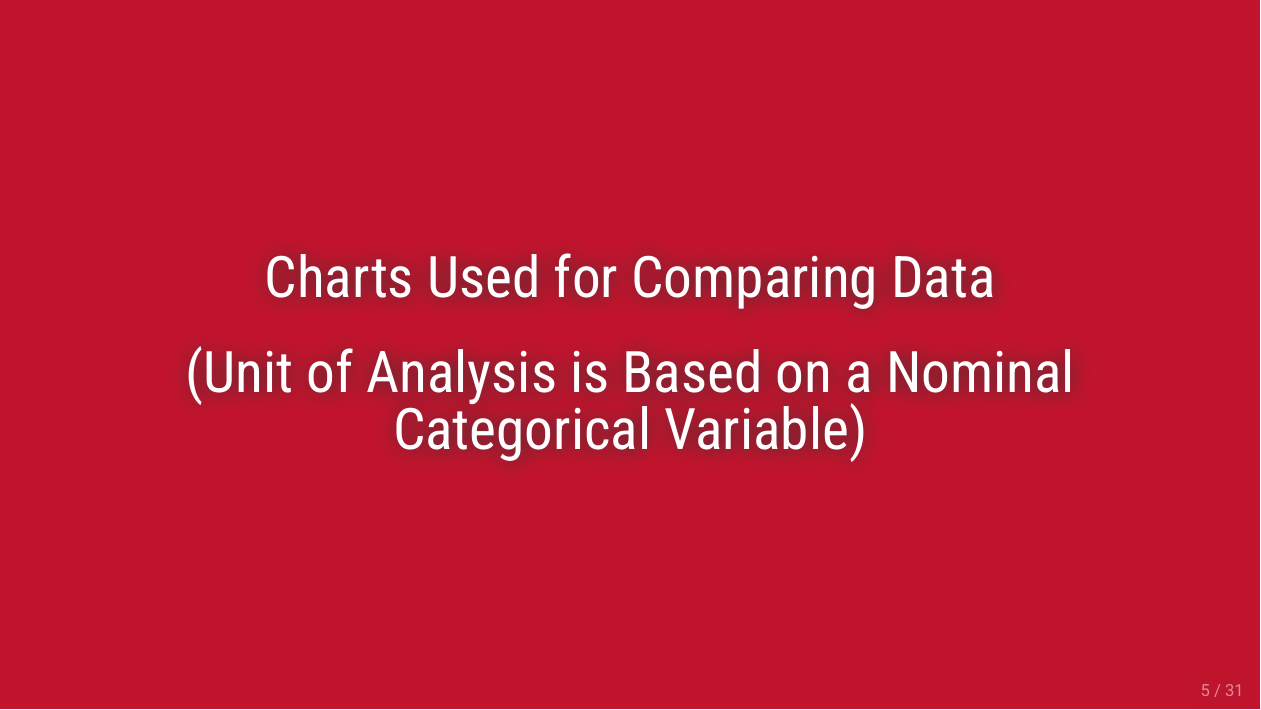 Charts Used for Comparing Data
(Unit of Analysis is Based on a Nominal
Categorical Variable)
5 / 31